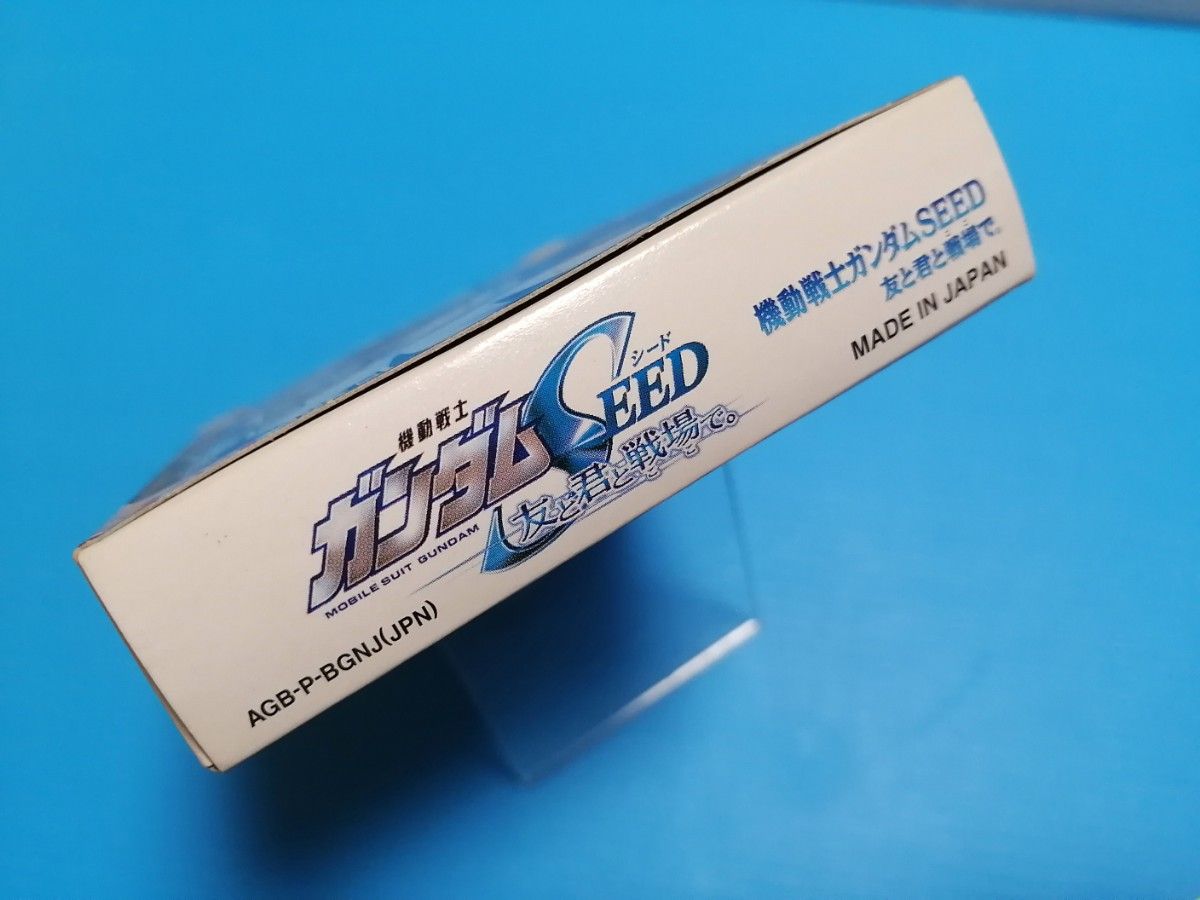 機動戦士
ガンダムSEED
シード
MOBILE SUIT GUNDAM
友と君と戦場で。
AGB-P-BGNJ(JPN)
機動戦士ガンダムSEED
友と君と戦場で。
MADE IN JAPAN